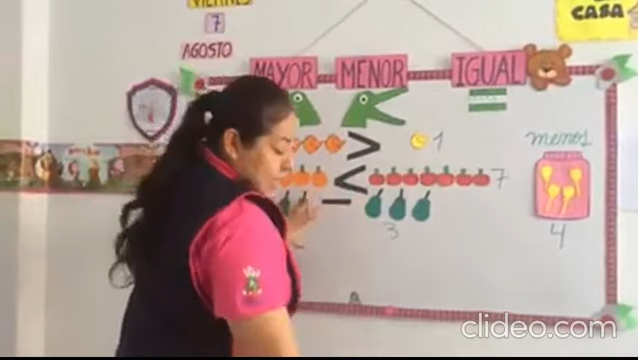 VIERNES
7
AGOSTO
CASA
MAYOR MENOR IGUAL
> 1
< 7
3
menos
4
clideo.com